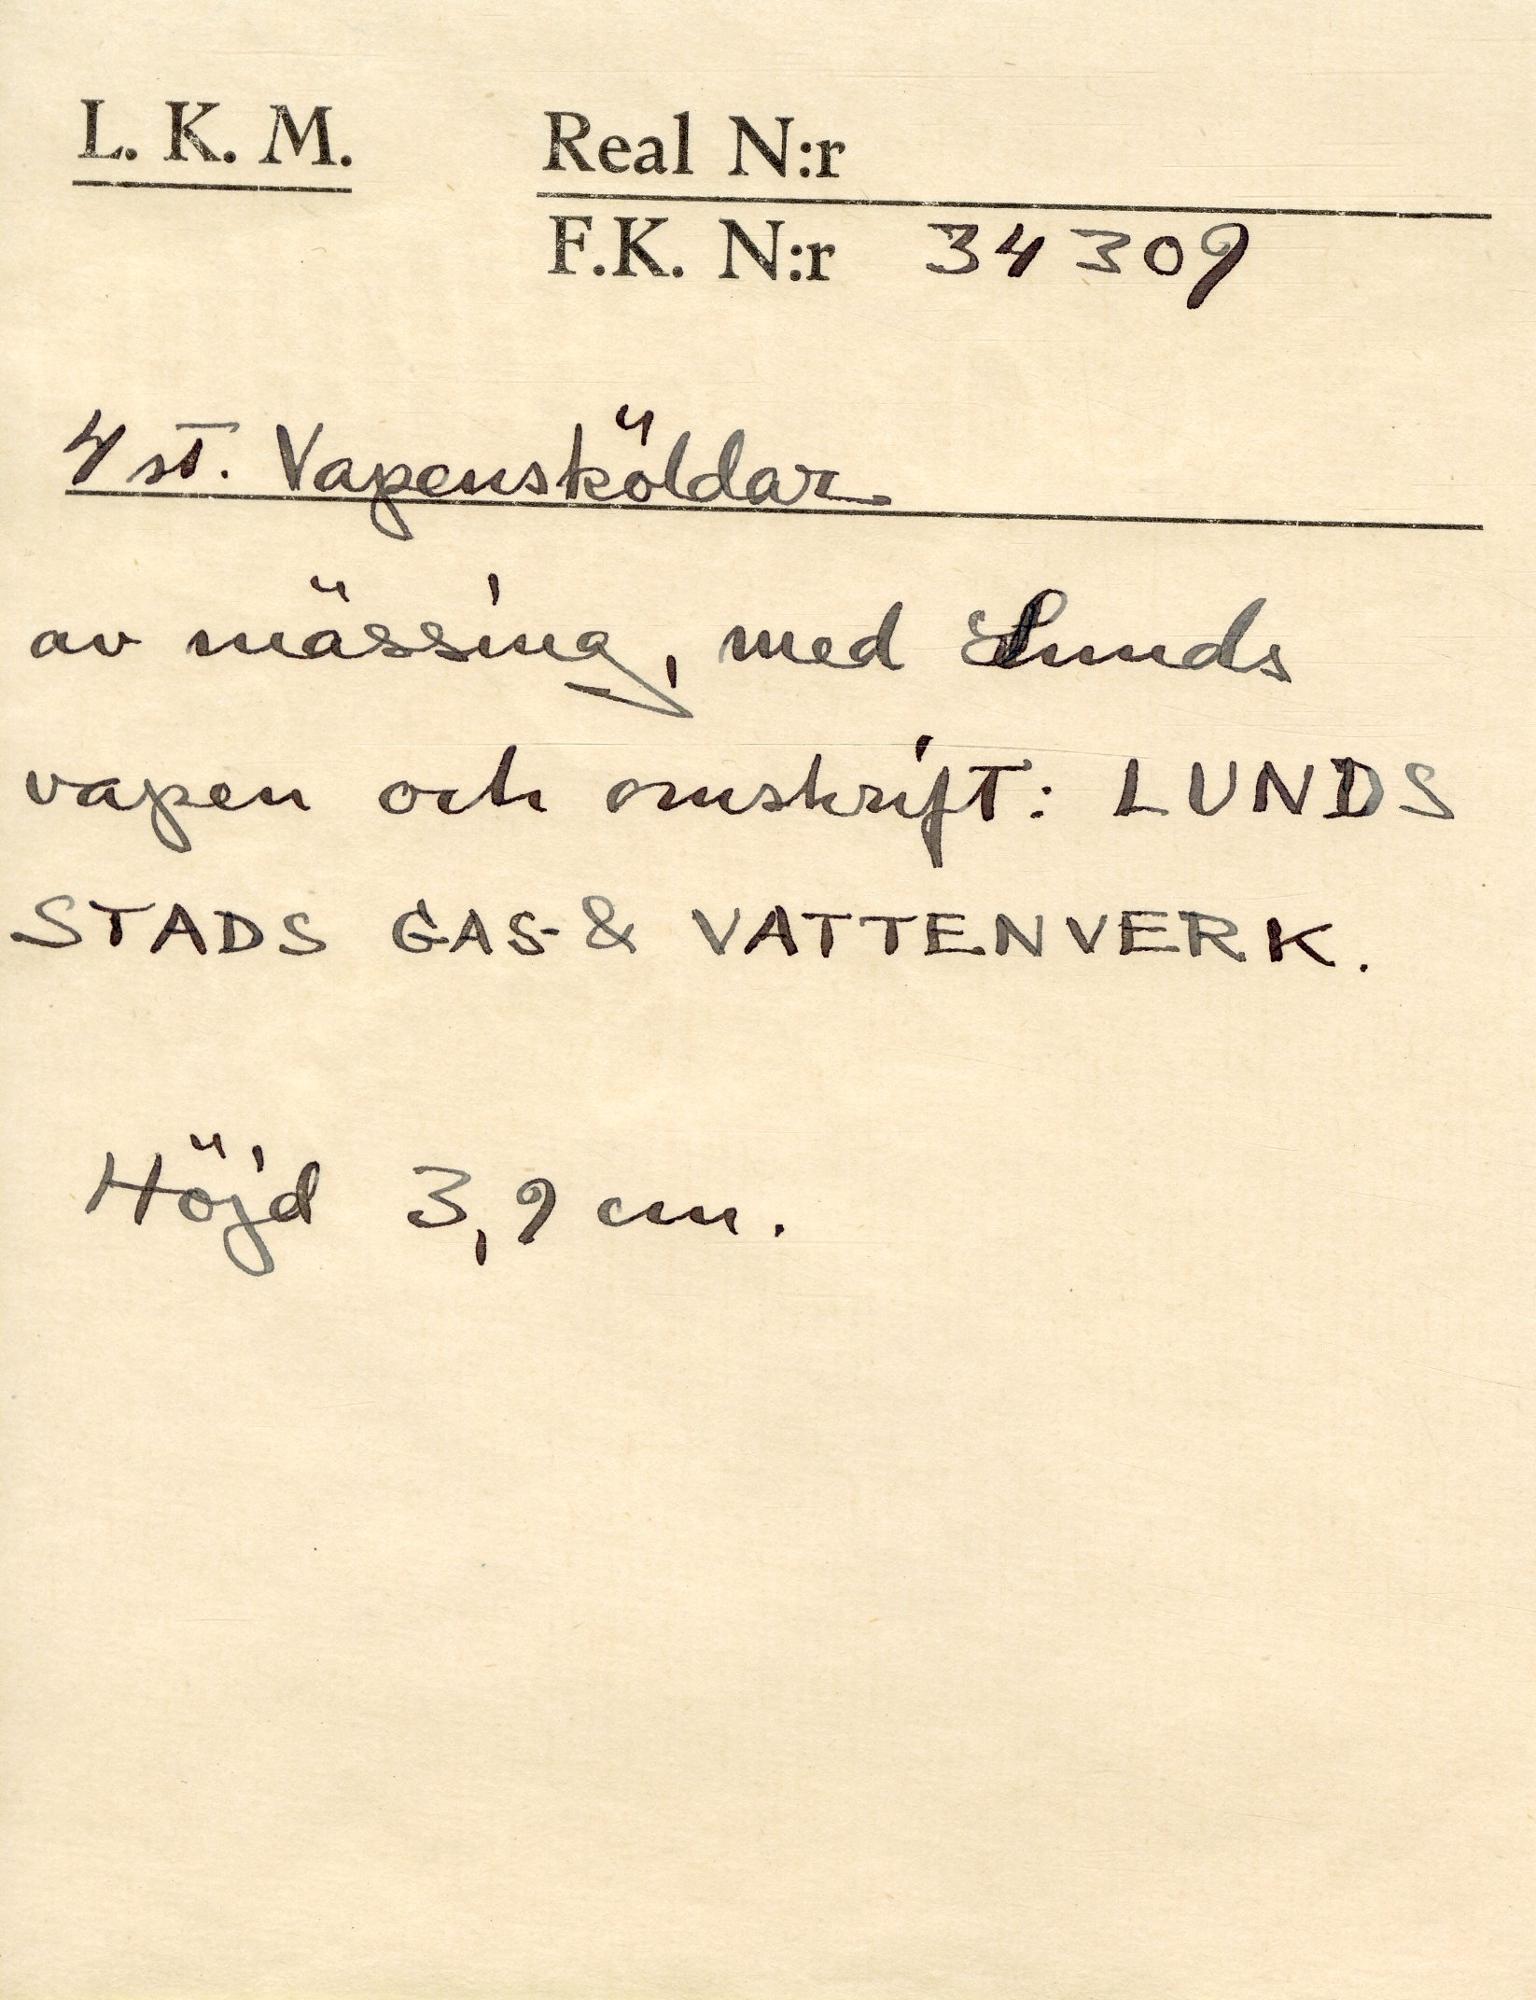 L. K. M. Real N:r
F.K. N:r 34309
4 st. Vapensköldar
av mässing, med Lunds
vapen och omskrift: LUNDS
STADS GAS- & VATTENVERK.
Höjd 3,9 cm.